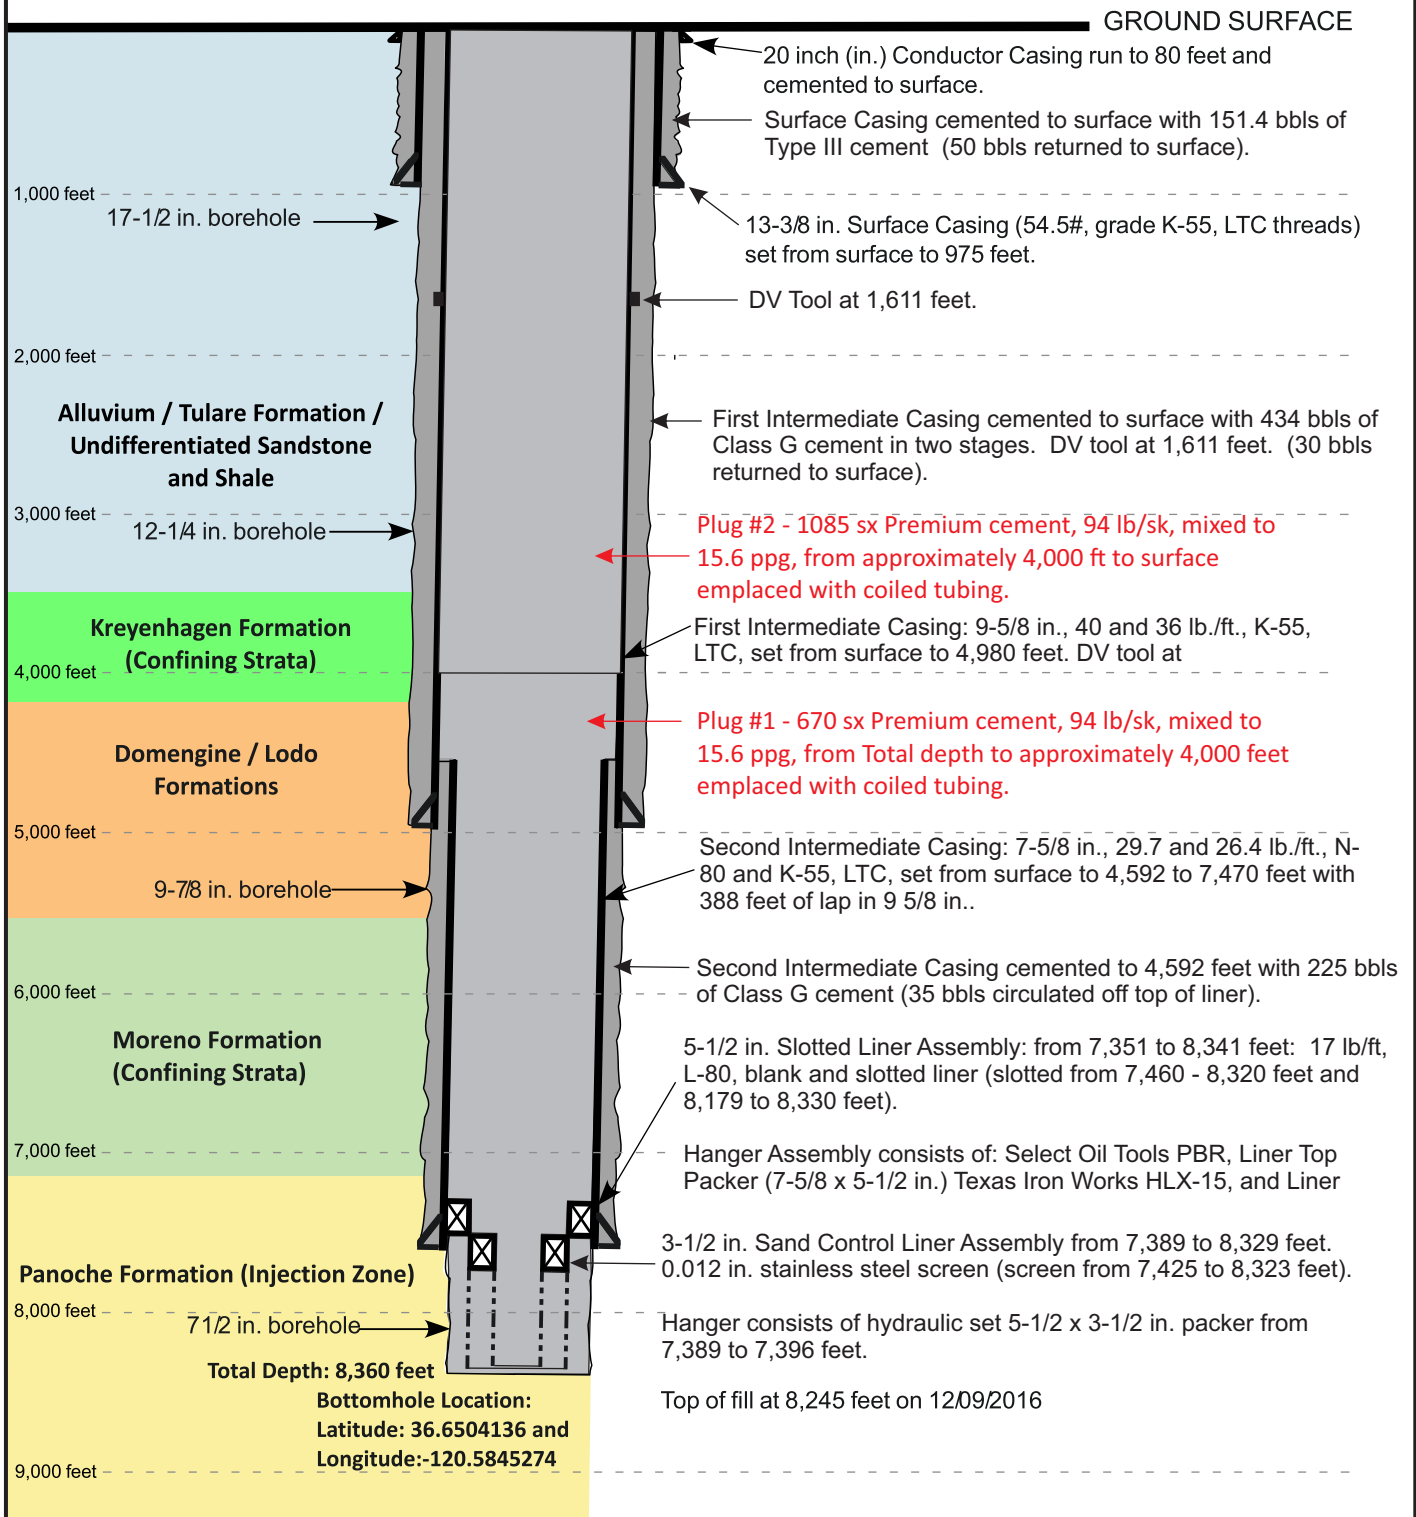 GROUND SURFACE
20 inch (in.) Conductor Casing run to 80 feet and
cemented to surface.
Surface Casing cemented to surface with 151.4 bbls of
Type III cement (50 bbls returned to surface).
1,000 feet
17-1/2 in. borehole
13-3/8 in. Surface Casing (54.5#, grade K-55, LTC threads)
set from surface to 975 feet.
DV Tool at 1,611 feet.
2,000 feet
Alluvium / Tulare Formation /
Undifferentiated Sandstone
and Shale
First Intermediate Casing cemented to surface with 434 bbls of
Class G cement in two stages. DV tool at 1,611 feet. (30 bbls
returned to surface).
3,000 feet
12-1/4 in. borehole
Plug #2 - 1085 sx Premium cement, 94 lb/sk, mixed to
15.6 ppg, from approximately 4,000 ft to surface
emplaced with coiled tubing.
Kreyenhagen Formation
(Confining Strata)
First Intermediate Casing: 9-5/8 in., 40 and 36 lb./ft., K-55,
LTC, set from surface to 4,980 feet. DV tool at
4,000 feet
Plug #1 - 670 sx Premium cement, 94 lb/sk, mixed to
15.6 ppg, from Total depth to approximately 4,000 feet
emplaced with coiled tubing.
Domengine / Lodo
Formations
5,000 feet
9-7/8 in. borehole
Second Intermediate Casing: 7-5/8 in., 29.7 and 26.4 lb./ft., N-
80 and K-55, LTC, set from surface to 4,592 to 7,470 feet with
388 feet of lap in 9 5/8 in..
Second Intermediate Casing cemented to 4,592 feet with 225 bbls
of Class G cement (35 bbls circulated off top of liner).
6,000 feet
Moreno Formation
(Confining Strata)
5-1/2 in. Slotted Liner Assembly: from 7,351 to 8,341 feet: 17 lb/ft,
L-80, blank and slotted liner (slotted from 7,460 - 8,320 feet and
8,179 to 8,330 feet).
7,000 feet
Hanger Assembly consists of: Select Oil Tools PBR, Liner Top
Packer (7-5/8 x 5-1/2 in.) Texas Iron Works HLX-15, and Liner
3-1/2 in. Sand Control Liner Assembly from 7,389 to 8,329 feet.
0.012 in. stainless steel screen (screen from 7,425 to 8,323 feet).
Panoche Formation (Injection Zone)
8,000 feet
71/2 in. borehole
Hanger consists of hydraulic set 5-1/2 x 3-1/2 in. packer from
7,389 to 7,396 feet.
Total Depth: 8,360 feet
Bottomhole Location:
Latitude: 36.6504136 and
Longitude:-120.5845274
Top of fill at 8,245 feet on 12/09/2016
9,000 feet